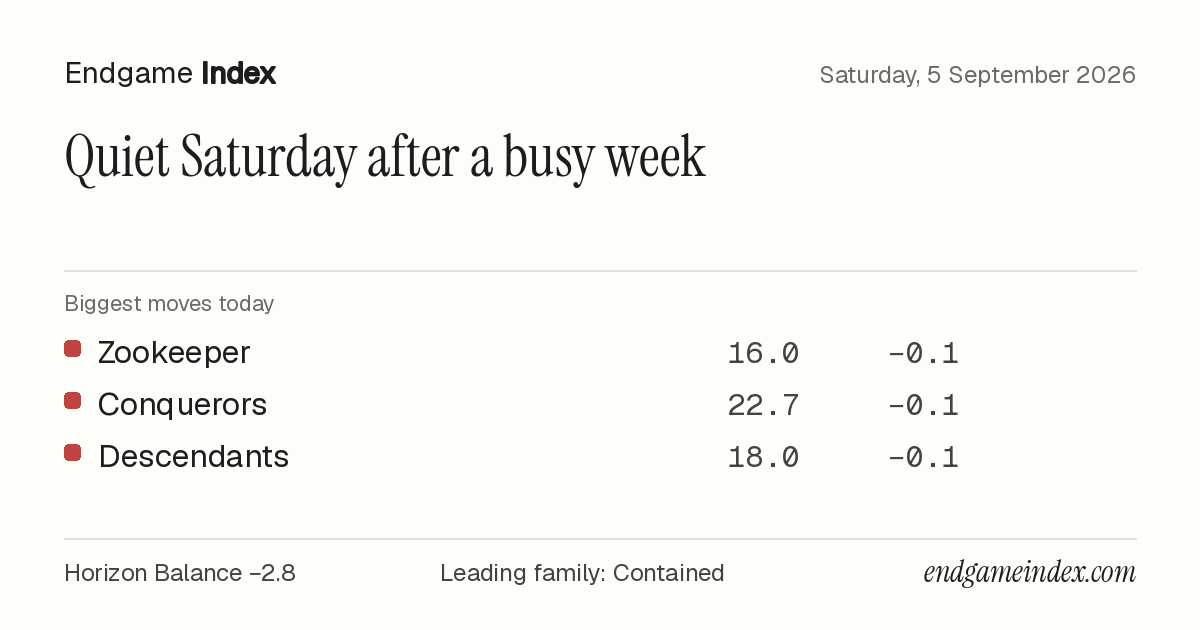 Endgame Index
Saturday, 5 September 2026
Quiet Saturday after a busy week
Biggest moves today
Zookeeper 16.0 −0.1
Conquerors 22.7 −0.1
Descendants 18.0 −0.1
Horizon Balance −2.8
Leading family: Contained
endgameindex.com